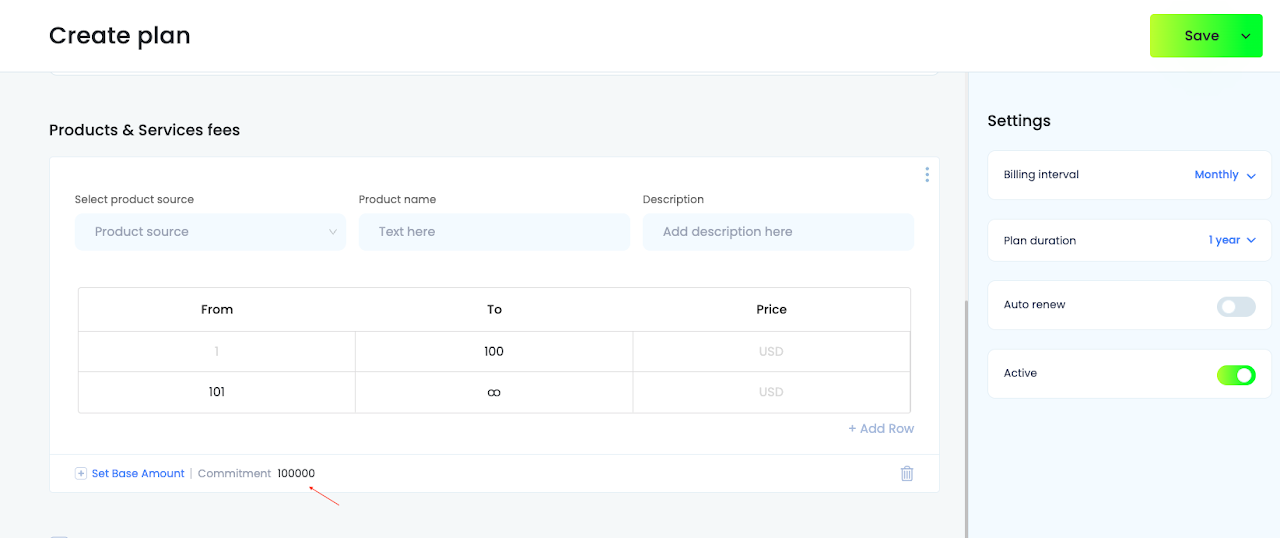 Create plan
Save
Products & Services fees
Select product source
Product name
Description
Product source
Text here
Add description here
From
To
Price
1
100
USD
101
∞
USD
+ Add Row
Set Base Amount | Commitment 100000
Settings
Billing interval
Monthly
Plan duration
1 year
Auto renew
Active